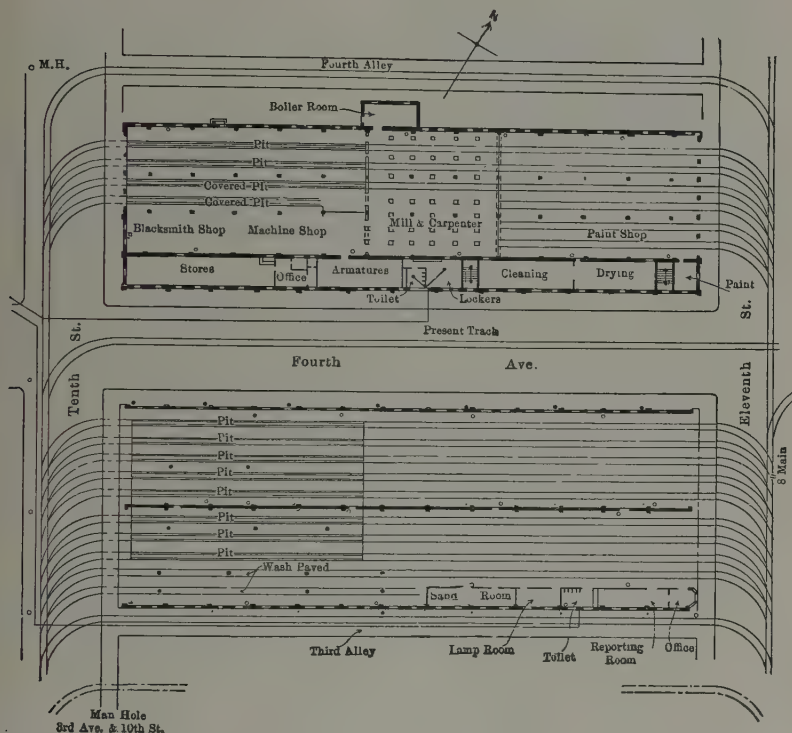 N
M.H.
Fourth Alley
Boiler Room
Pit
Pit
Covered Pit
Covered Pit
Blacksmith Shop
Machine Shop
Mill & Carpenter
Paint Shop
Stores
Office
Armatures
Cleaning
Drying
Toilet
Lockers
Paint
Present Track
Tenth St.
Fourth Ave.
Eleventh St.
Pit
Pit
Pit
Pit
Pit
Pit
Pit
Pit
8 Main
Wash Paved
Sand Room
Third Alley
Lamp Room
Toilet
Reporting
Room
Office
Man Hole
3rd Ave. & 10th St.